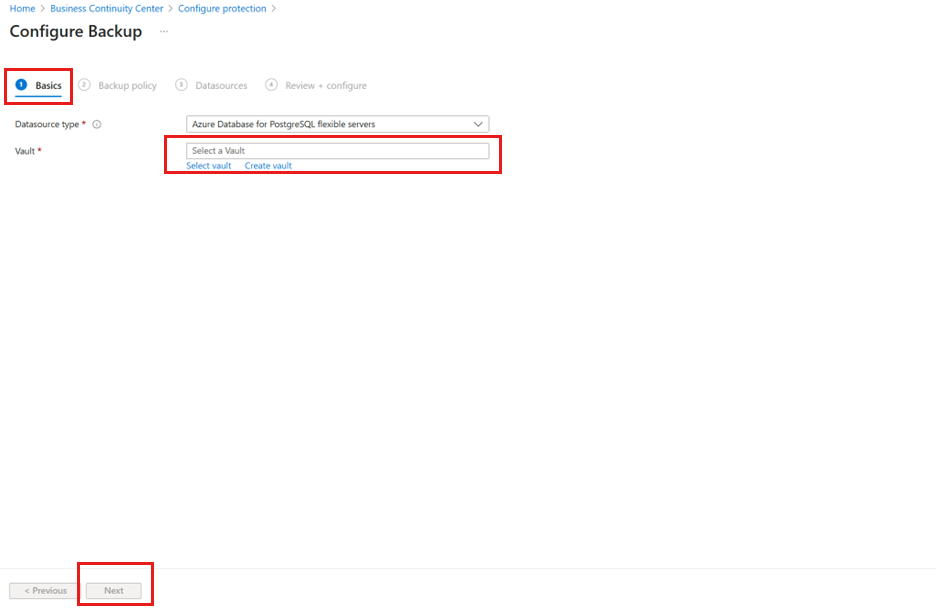 Home > Business Continuity Center > Configure protection >
Configure Backup ...
1 Basics 2 Backup policy 3 Datasources 4 Review + configure
Datasource type * Azure Database for PostgreSQL flexible servers
Vault * Select a Vault
Select vault Create vault
< Previous Next